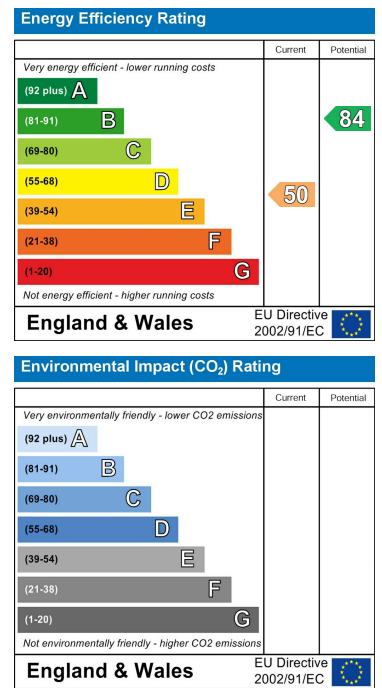 Energy Efficiency Rating
Current Potential
Very energy efficient - lower running costs
(92 plus) A
(81-91) B
84
(69-80) C
(55-68) D
50
(39-54) E
(21-38) F
(1-20) G
Not energy efficient - higher running costs
England & Wales
EU Directive
2002/91/EC
Environmental Impact (CO₂) Rating
Current Potential
Very environmentally friendly - lower CO2 emissions
(92 plus) A
(81-91) B
(69-80) C
(55-68) D
(39-54) E
(21-38) F
(1-20) G
Not environmentally friendly - higher CO2 emissions
England & Wales
EU Directive
2002/91/EC